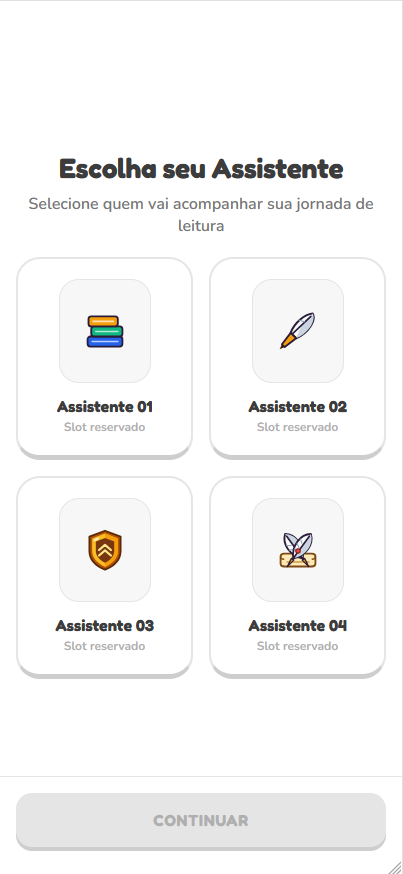 Escolha seu Assistente
Selecione quem vai acompanhar sua jornada de
leitura
Assistente 01
Slot reservado
Assistente 02
Slot reservado
Assistente 03
Slot reservado
Assistente 04
Slot reservado
CONTINUAR